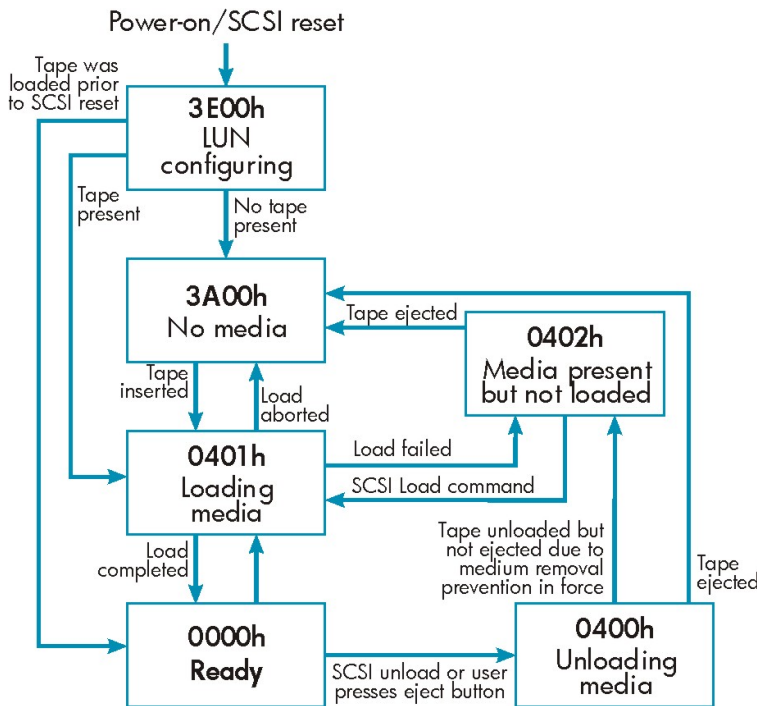 Power-on/SCSI reset
Tape was
loaded prior
to SCSI reset
3E00h
LUN
configuring
Tape
present
No tape
present
3A00h
No media
Tape ejected
0402h
Media present
but not loaded
Tape
inserted
Load
aborted
0401h
Loading
media
Load failed
SCSI Load command
Load
completed
Tape unloaded but
not ejected due to
medium removal
prevention in force
Tape
ejected
0000h
Ready
SCSI unload or user
presses eject button
0400h
Unloading
media